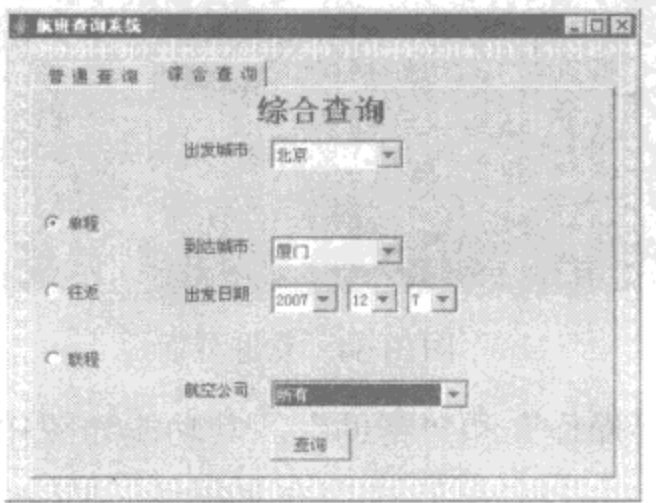 航班查询系统
普通查询 综合查询
综合查询
出发城市 北京
单程
到达城市 厦门
往返 出发日期 2007 12 7
联程
航空公司 所有
查询